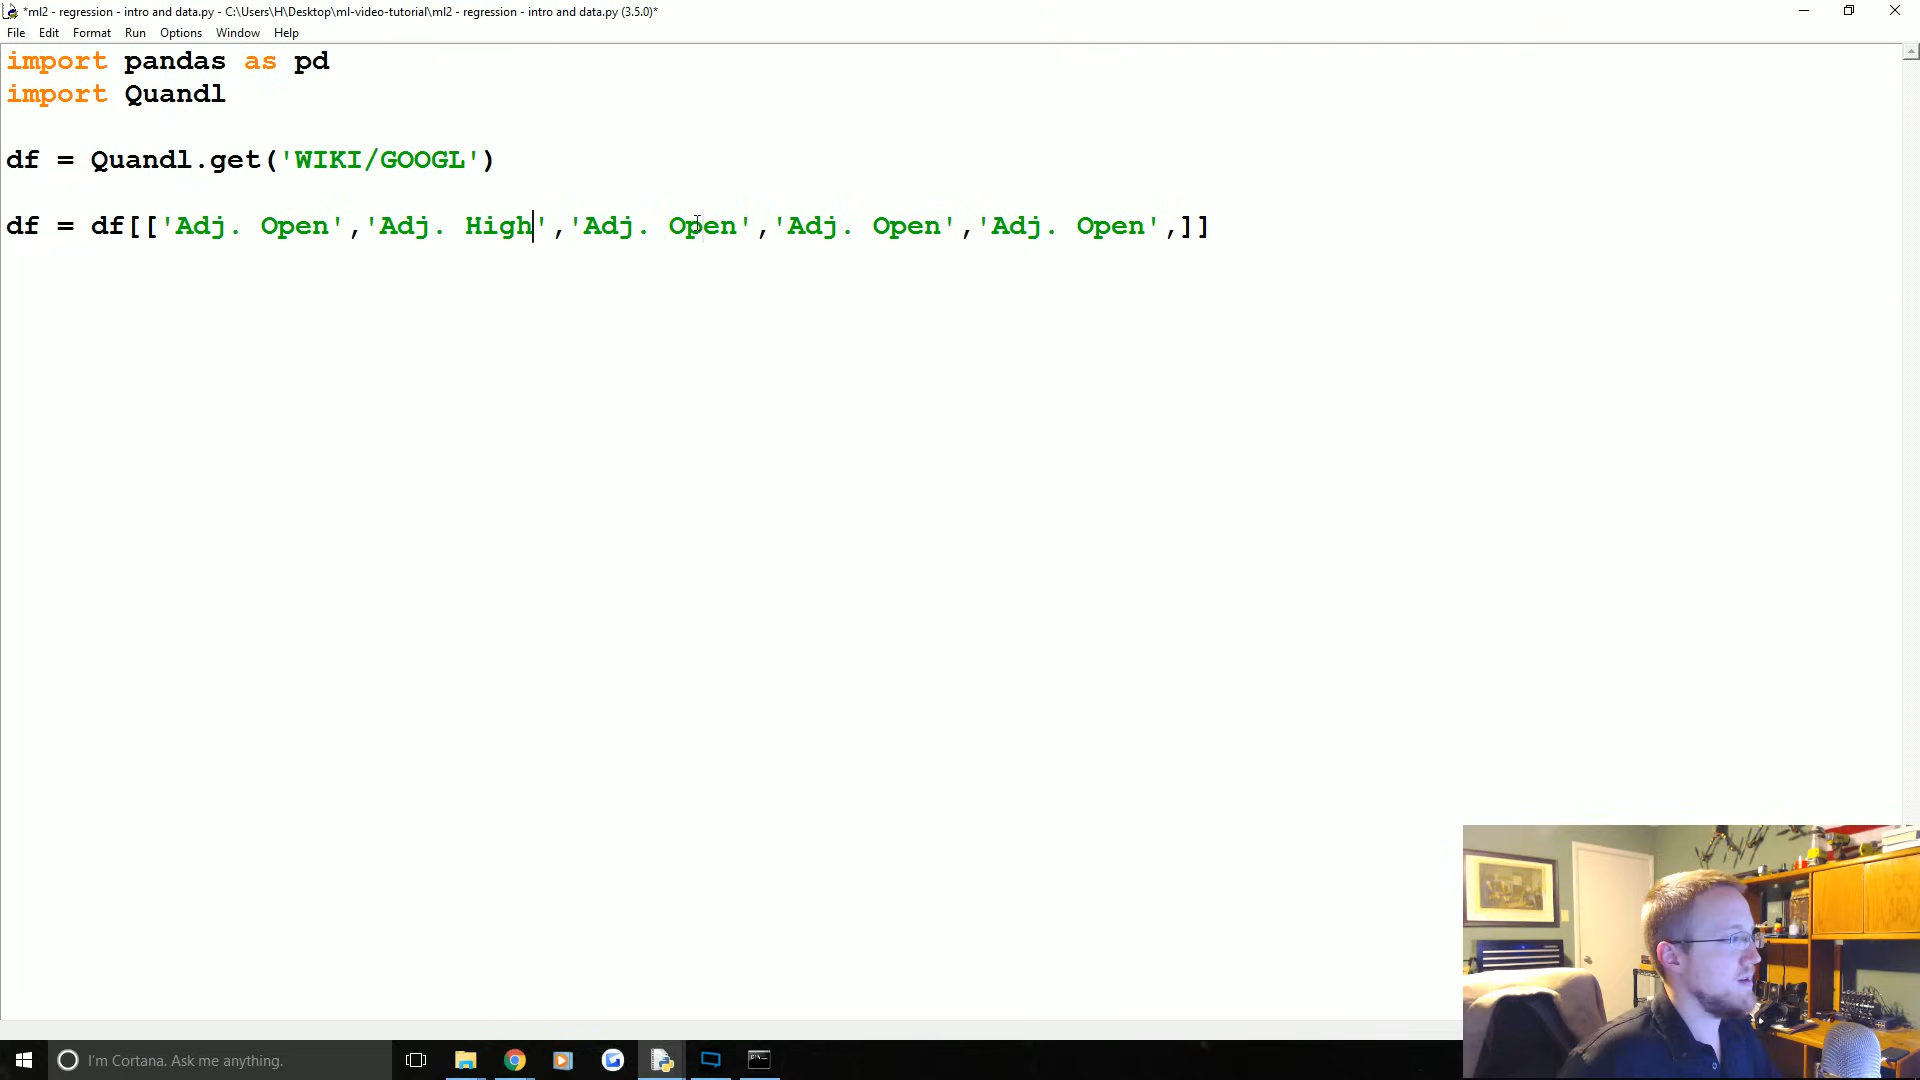 *ml2 - regression - intro and data.py - C:\Users\H\Desktop\ml-video-tutorial\ml2 - regression - intro and data.py (3.5.0)*
File Edit Format Run Options Window Help
import pandas as pd
import Quandl
df = Quandl.get('WIKI/GOOGL')
df = df[['Adj. Open','Adj. High','Adj. Open','Adj. Open','Adj. Open',]]
I'm Cortana. Ask me anything.